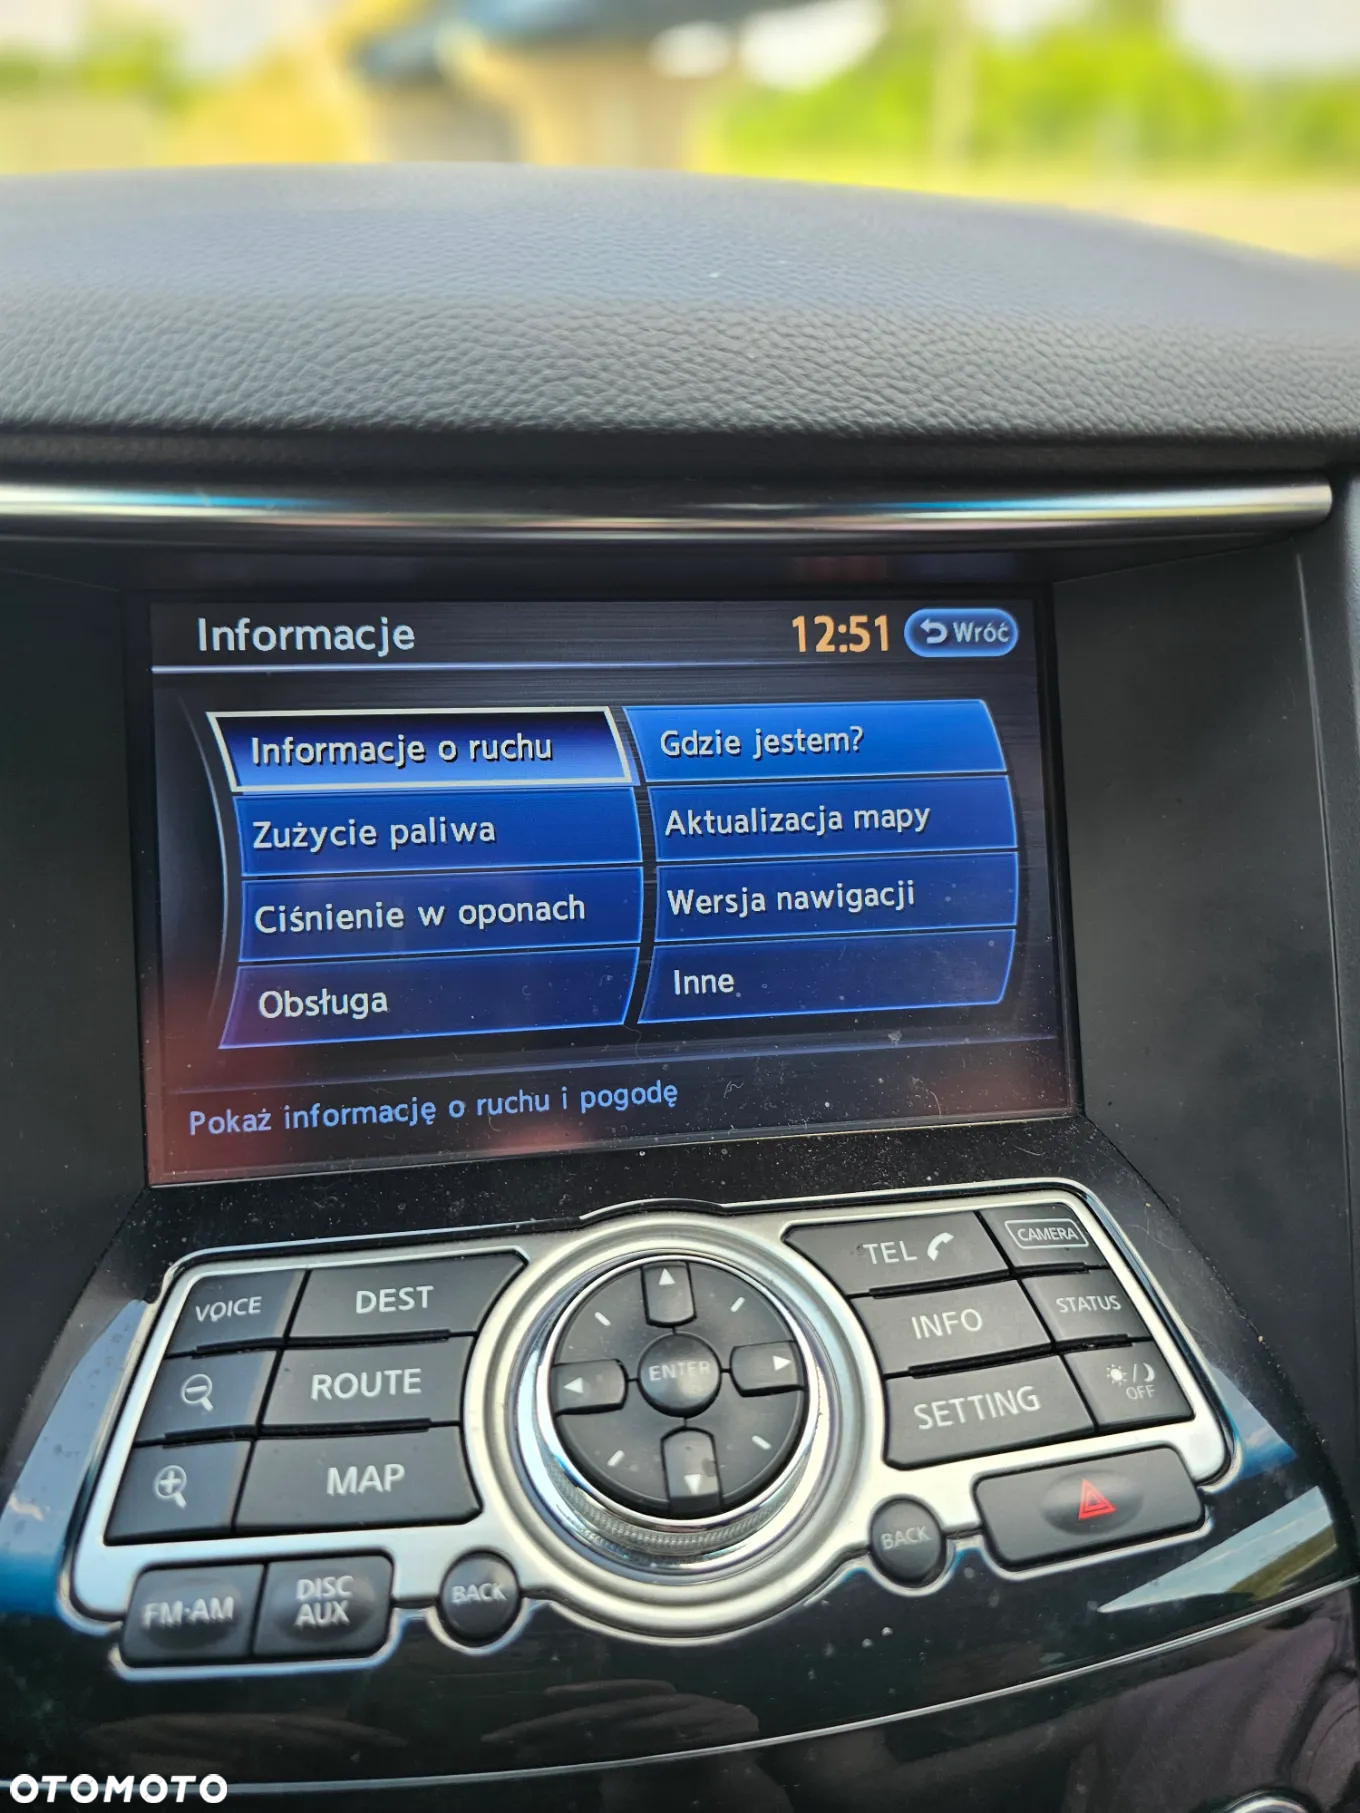 Informacje
12:51
Wróć
Informacje o ruchu
Gdzie jestem?
Zużycie paliwa
Aktualizacja mapy
Ciśnienie w oponach
Wersja nawigacji
Obsługa
Inne
Pokaż informację o ruchu i pogodę
VOICE
DEST
ROUTE
MAP
FM·AM
DISC
AUX
BACK
ENTER
TEL
CAMERA
INFO
STATUS
SETTING
OFF
BACK
OTOMOTO